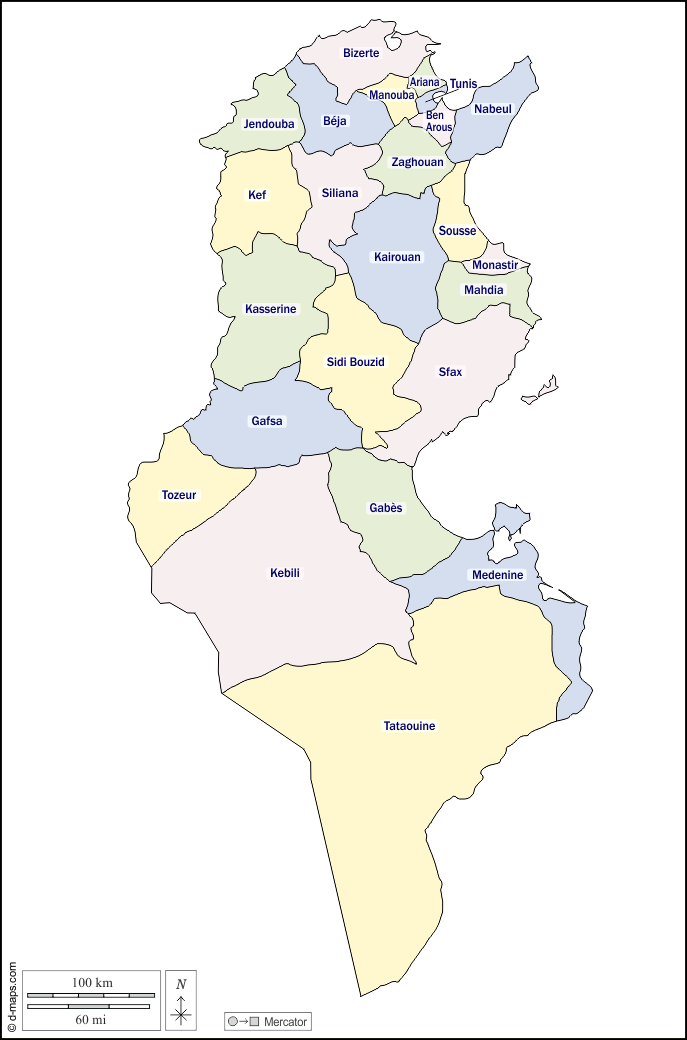 Bizerte
Ariana
Tunis
Manouba
Nabeul
Ben
Arous
Jendouba
Béja
Zaghouan
Kef
Siliana
Sousse
Kairouan
Monastir
Mahdia
Kasserine
Sidi Bouzid
Sfax
Gafsa
Tozeur
Gabès
Kebili
Medenine
Tataouine
© d-maps.com
100 km
60 mi
N
Mercator